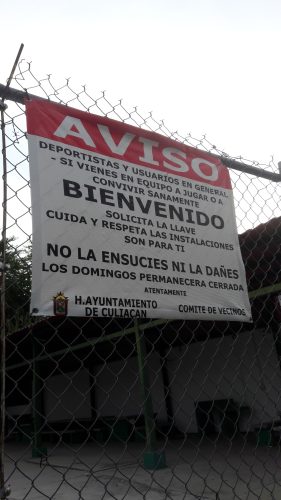 AVISO
DEPORTISTAS Y USUARIOS EN GENERAL
- SI VIENES EN EQUIPO A JUGAR O A
CONVIVIR SANAMENTE
BIENVENIDO
SOLICITA LA LLAVE
CUIDA Y RESPETA LAS INSTALACIONES
SON PARA TI
NO LA ENSUCIES NI LA DAÑES
LOS DOMINGOS PERMANECERA CERRADA
ATENTAMENTE
H. AYUNTAMIENTO
DE CULIACAN
COMITE DE VECINOS